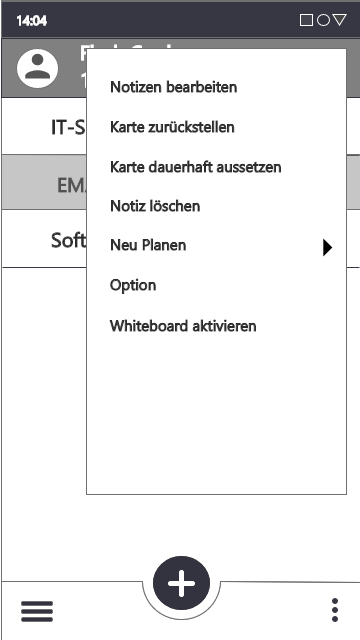 14:04
IT-S
Notizen bearbeiten
Karte zurückstellen
Karte dauerhaft aussetzen
EM
Notiz löschen
Soft
Neu Planen
Option
Whiteboard aktivieren